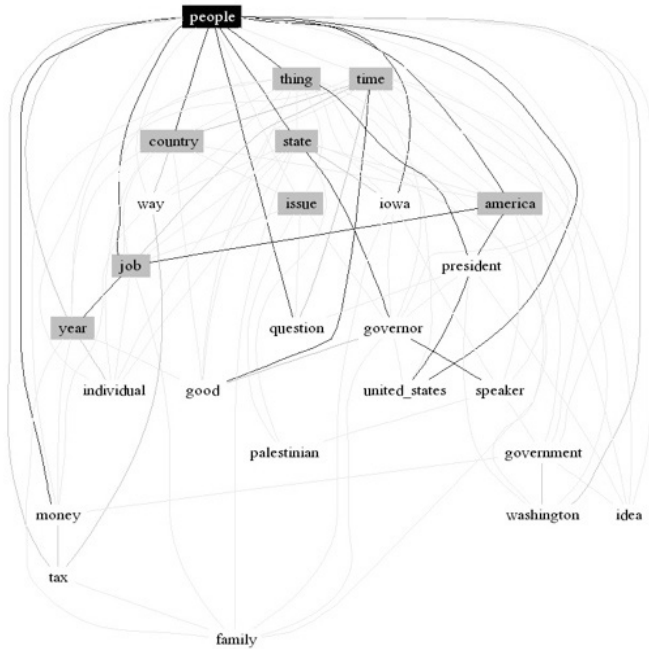 people
thing time
country state
way issue iowa america
job president
year question governor
individual good united_states speaker
palestinian government
money washington idea
tax
family